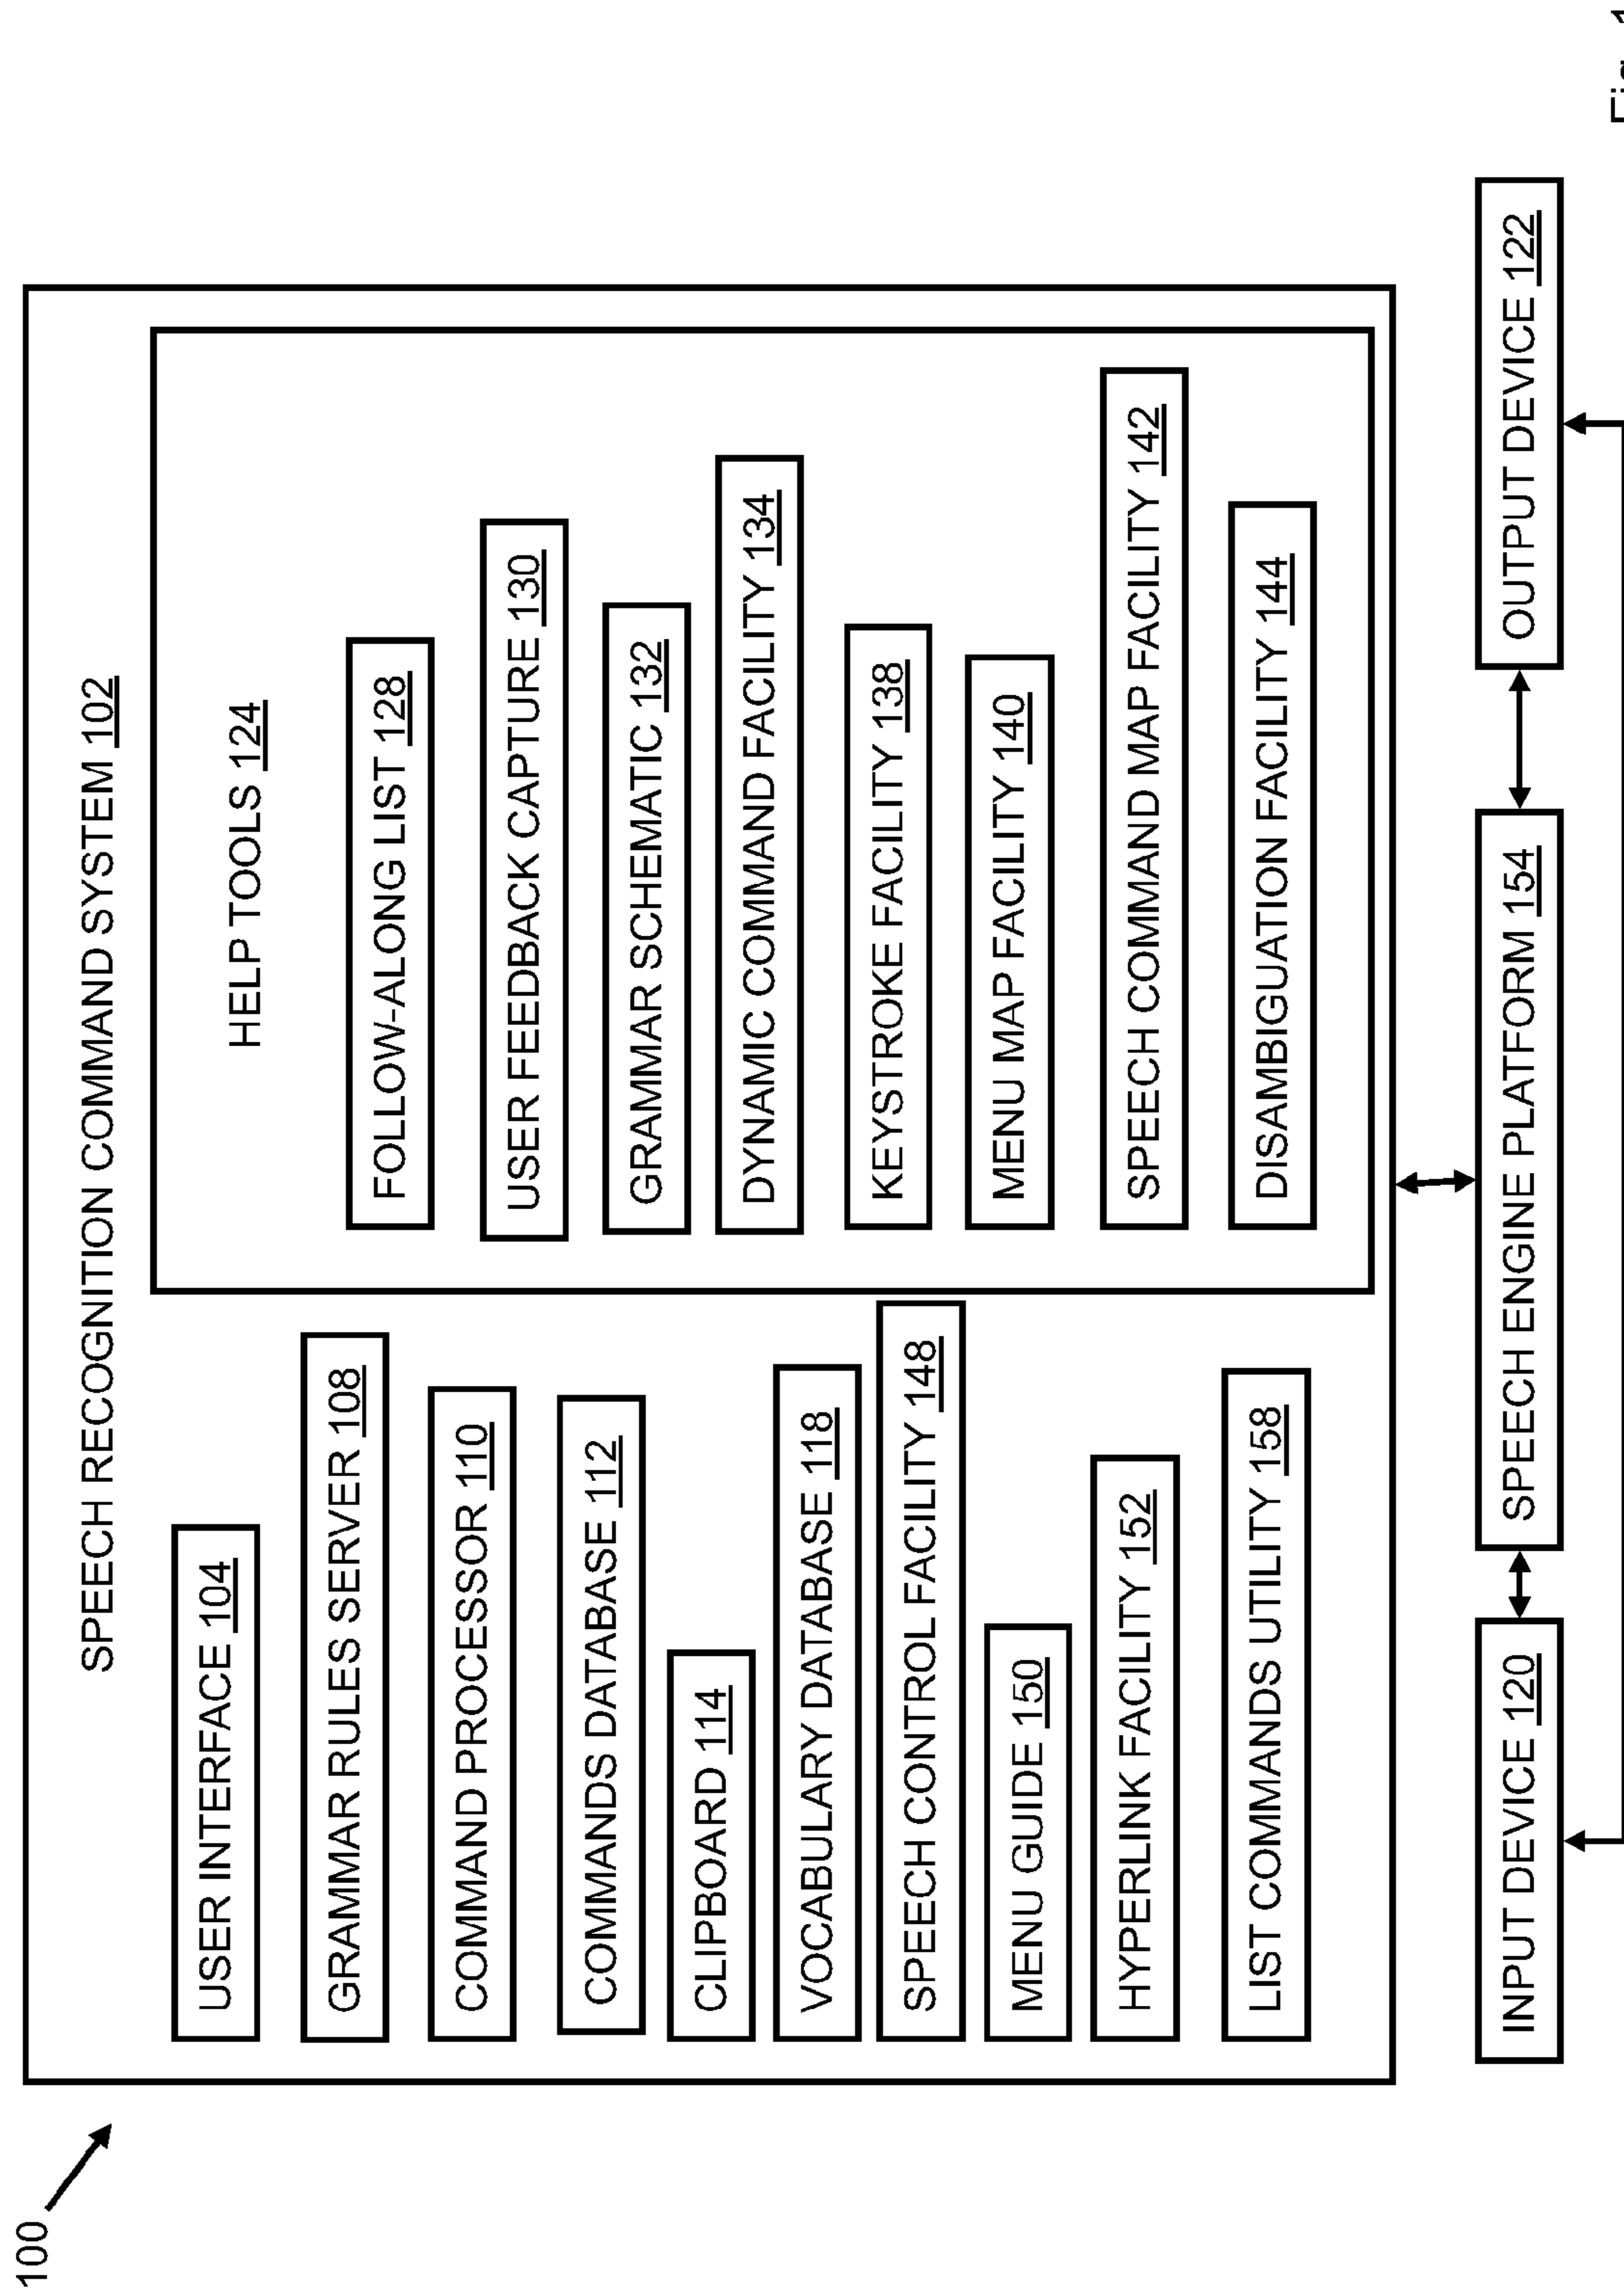 100
SPEECH RECOGNITION COMMAND SYSTEM 102
USER INTERFACE 104
GRAMMAR RULES SERVER 108
COMMAND PROCESSOR 110
COMMANDS DATABASE 112
CLIPBOARD 114
VOCABULARY DATABASE 118
SPEECH CONTROL FACILITY 148
MENU GUIDE 150
HYPERLINK FACILITY 152
LIST COMMANDS UTILITY 158
HELP TOOLS 124
FOLLOW-ALONG LIST 128
USER FEEDBACK CAPTURE 130
GRAMMAR SCHEMATIC 132
DYNAMIC COMMAND FACILITY 134
KEYSTROKE FACILITY 138
MENU MAP FACILITY 140
SPEECH COMMAND MAP FACILITY 142
DISAMBIGUATION FACILITY 144
INPUT DEVICE 120
SPEECH ENGINE PLATFORM 154
OUTPUT DEVICE 122